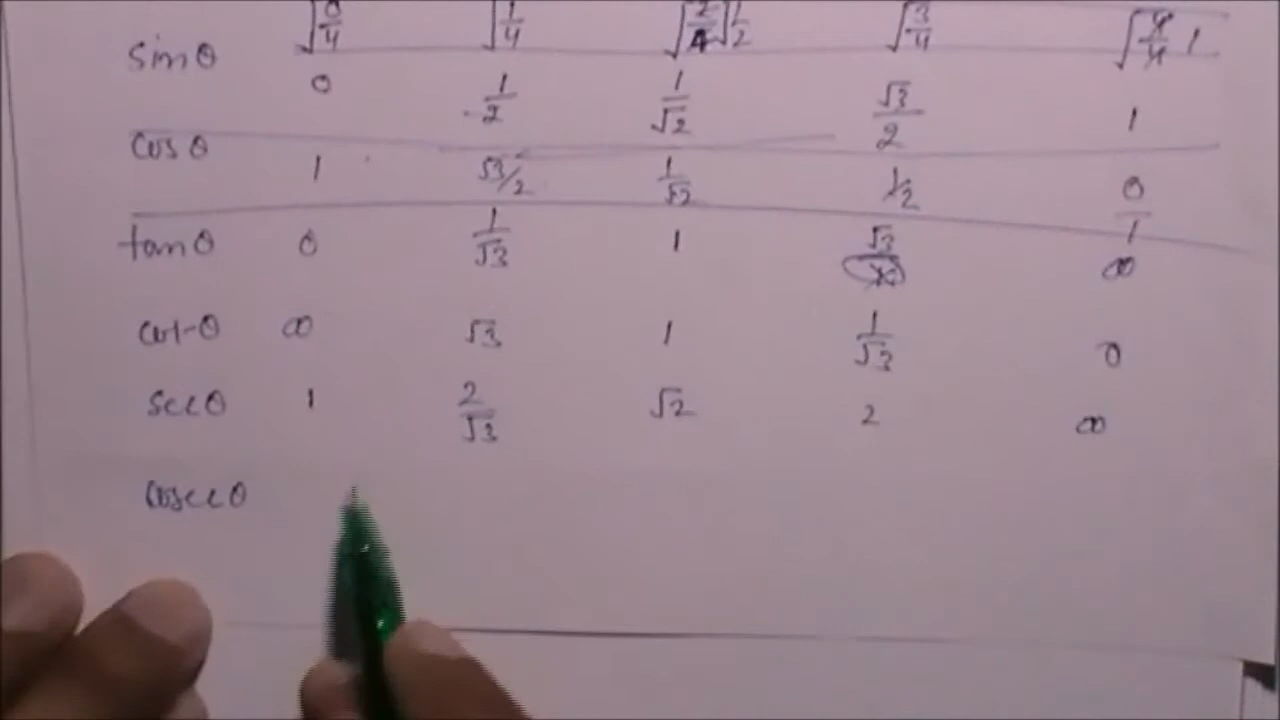 sinθ √0/4 √1/4 √2/4 √1/2 √3/4 √4/4 1
0 1/2 1/√2 √3/2 1
cosθ 1 √3/2 1/√2 1/2 0/1
tanθ 0 1/√3 1 √3 ∞
cotθ ∞ √3 1 1/√3 0
secθ 1 2/√3 √2 2 ∞
cosecθ